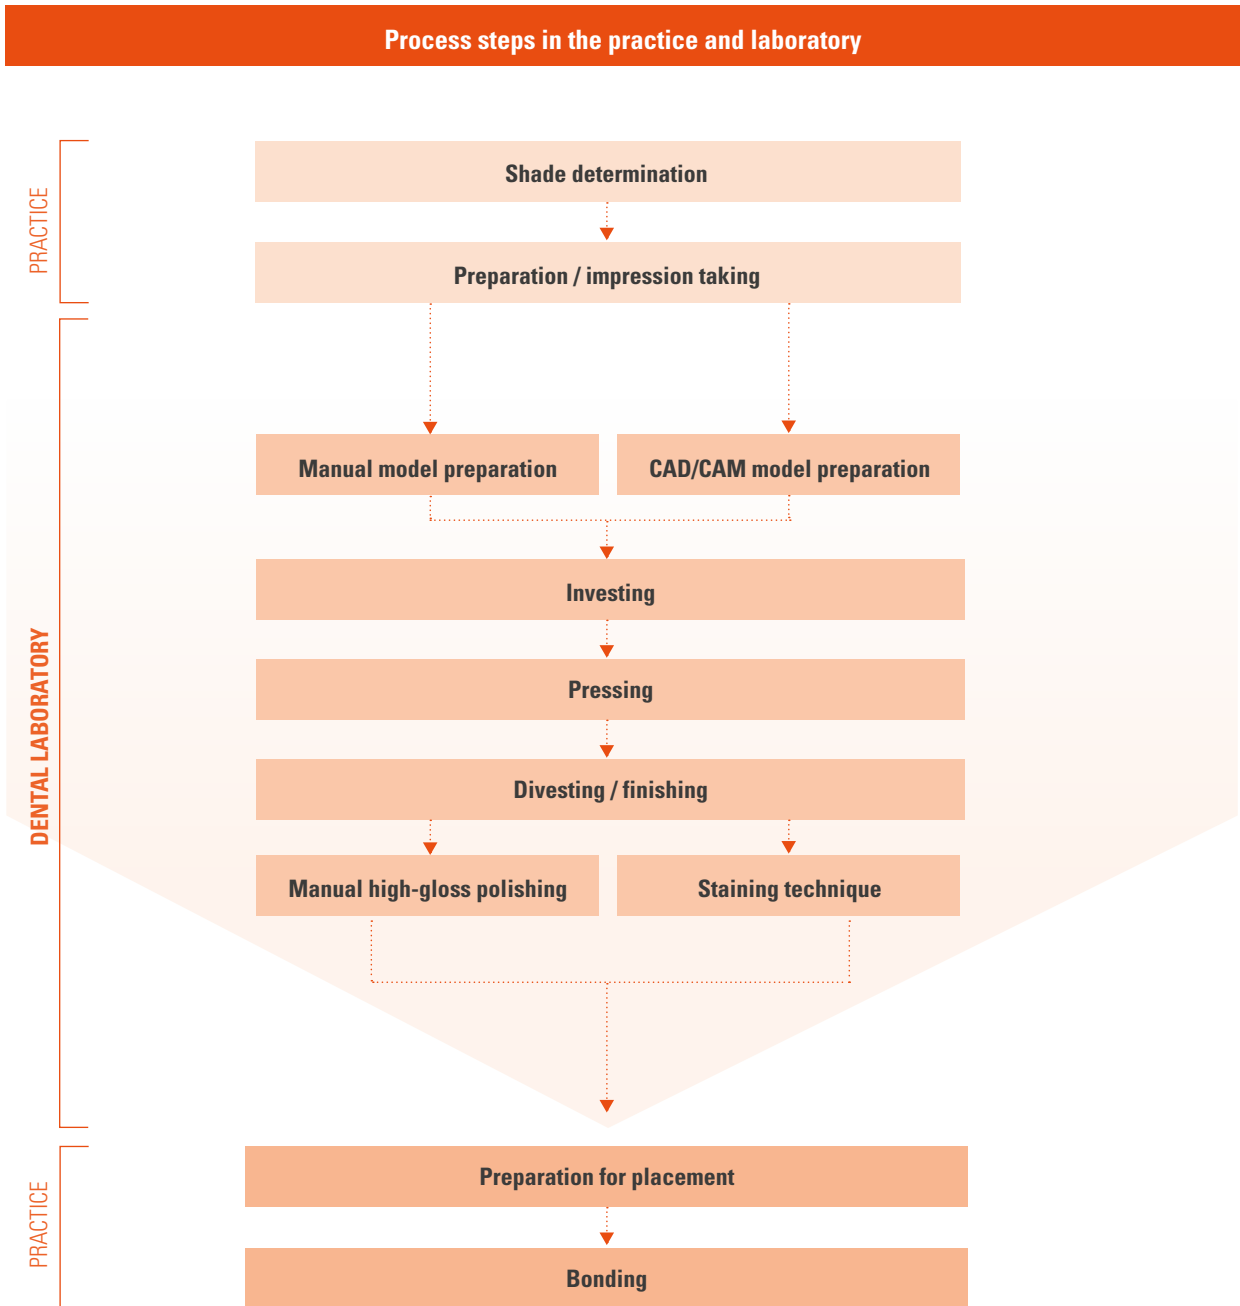 Process steps in the practice and laboratory
PRACTICE
Shade determination
Preparation / impression taking
DENTAL LABORATORY
Manual model preparation
CAD/CAM model preparation
Investing
Pressing
Divesting / finishing
Manual high-gloss polishing
Staining technique
PRACTICE
Preparation for placement
Bonding